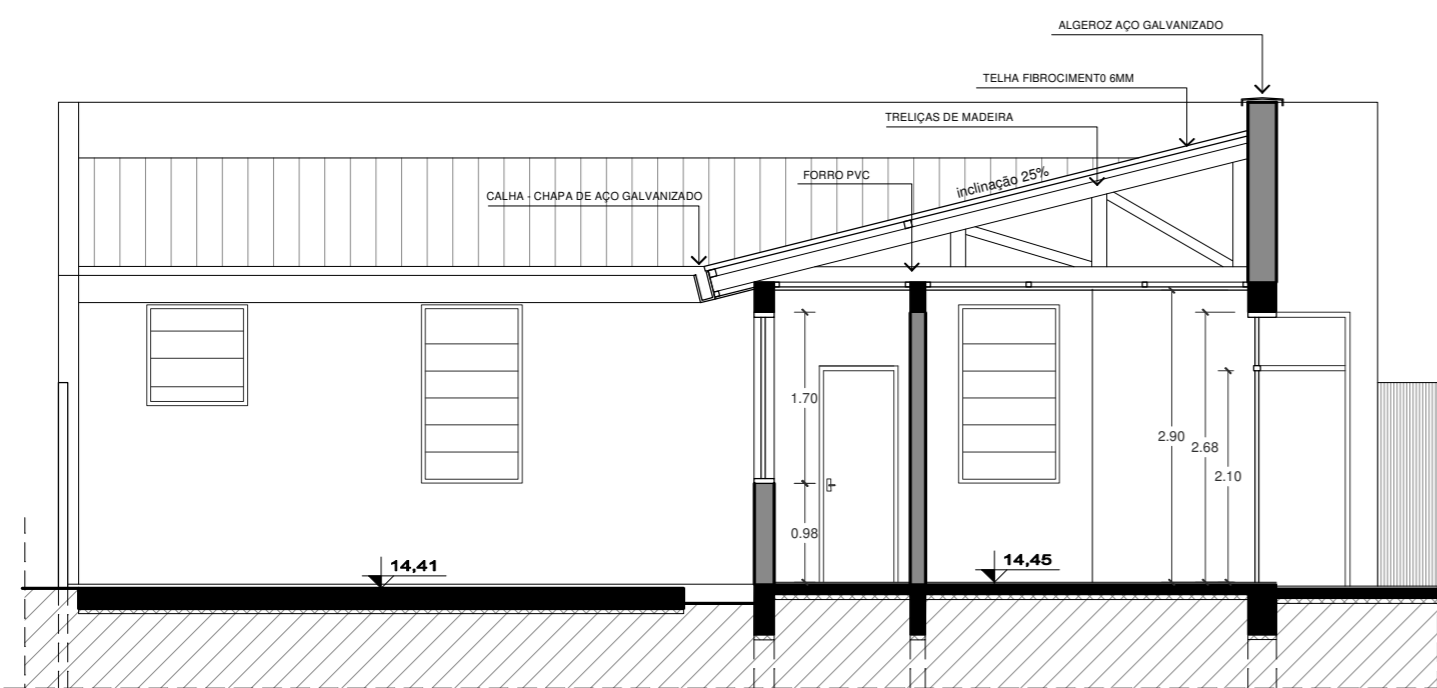 ALGEROZ AÇO GALVANIZADO
TELHA FIBROCIMENT0 6MM
TRELIÇAS DE MADEIRA
FORRO PVC
inclinação 25%
CALHA - CHAPA DE AÇO GALVANIZADO
1.70
2.90
2.68
2.10
0.98
14,41
14,45